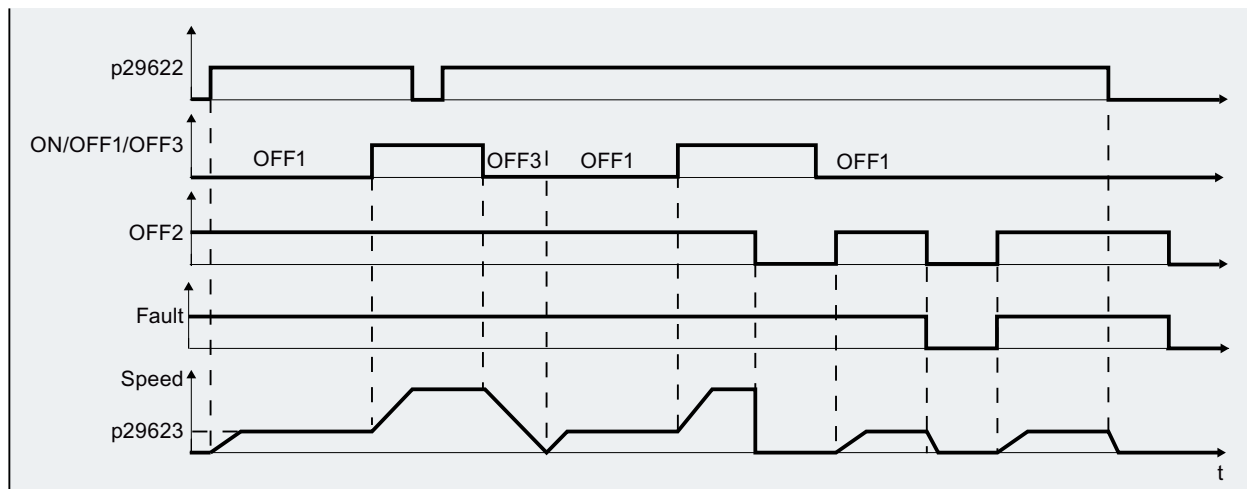 p29622
ON/OFF1/OFF3
OFF1
OFF3
OFF1
OFF1
OFF2
Fault
Speed
p29623
t